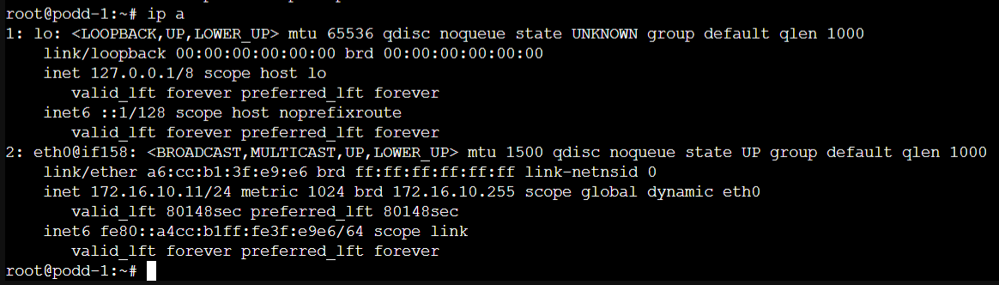 root@podd-1:~# ip a
1: lo: <LOOPBACK,UP,LOWER_UP> mtu 65536 qdisc noqueue state UNKNOWN group default qlen 1000
    link/loopback 00:00:00:00:00:00 brd 00:00:00:00:00:00
    inet 127.0.0.1/8 scope host lo
       valid_lft forever preferred_lft forever
    inet6 ::1/128 scope host noprefixroute
       valid_lft forever preferred_lft forever
2: eth0@if158: <BROADCAST,MULTICAST,UP,LOWER_UP> mtu 1500 qdisc noqueue state UP group default qlen 1000
    link/ether a6:cc:b1:3f:e9:e6 brd ff:ff:ff:ff:ff:ff link-netnsid 0
    inet 172.16.10.11/24 metric 1024 brd 172.16.10.255 scope global dynamic eth0
       valid_lft 80148sec preferred_lft 80148sec
    inet6 fe80::a4cc:b1ff:fe3f:e9e6/64 scope link
       valid_lft forever preferred_lft forever
root@podd-1:~#